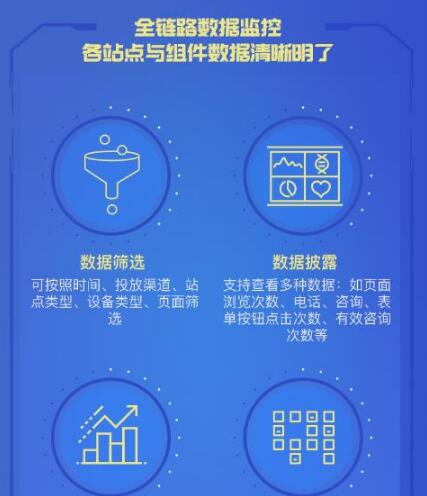 全链路数据监控
各站点与组件数据清晰明了
数据筛选
可按照时间、投放渠道、站
点类型、设备类型、页面筛
选
数据披露
支持查看多种数据：如页面
浏览次数、电话、咨询、表
单按钮点击次数、有效咨询
次数等